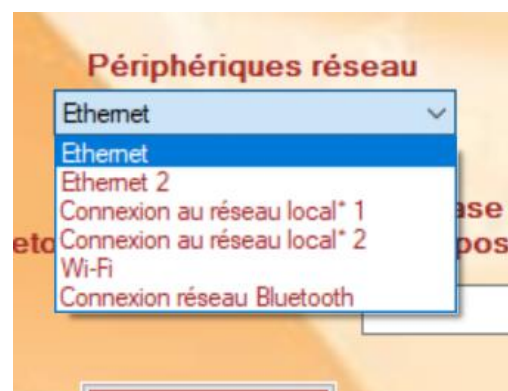 Périphériques réseau
Ethernet
Ethernet
Ethernet 2
Connexion au réseau local* 1
Connexion au réseau local* 2
Wi-Fi
Connexion réseau Bluetooth